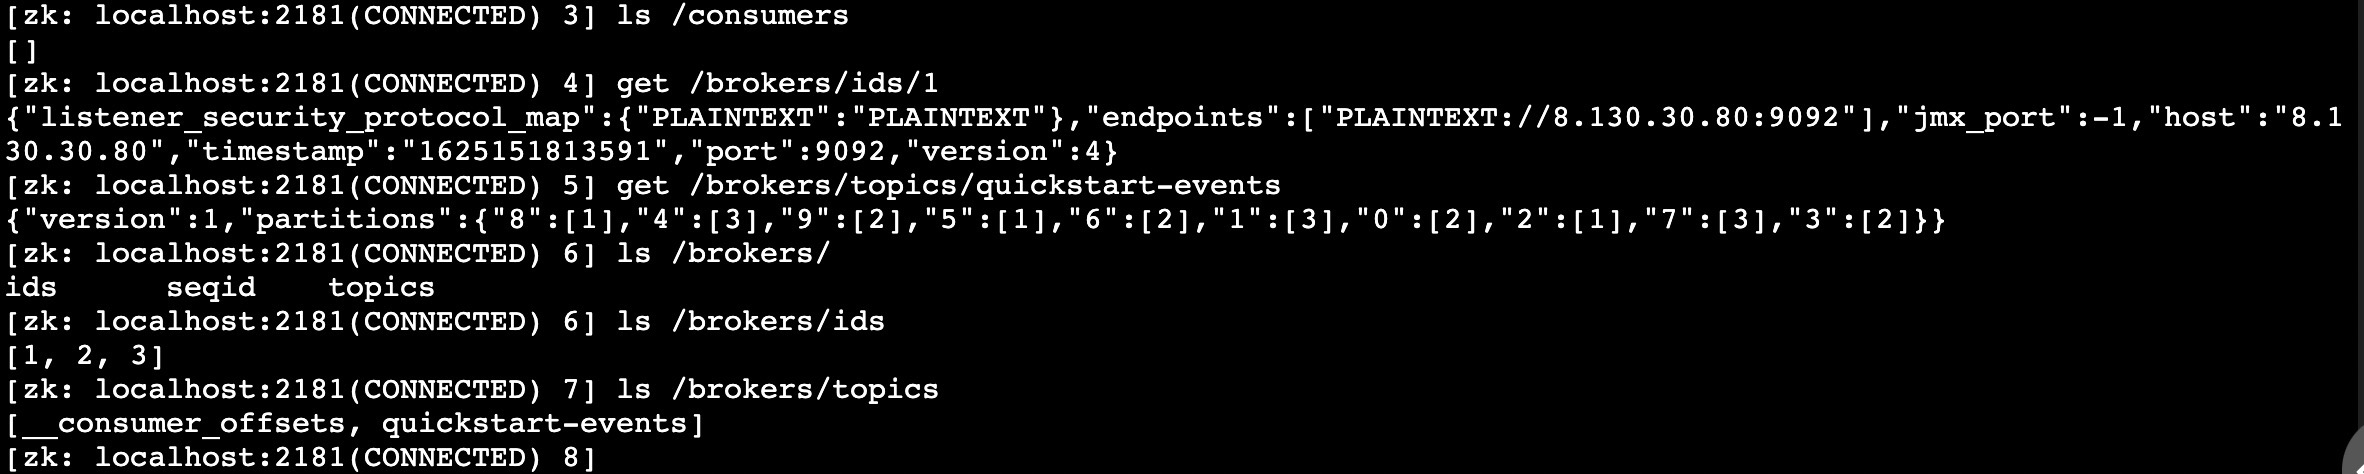 [zk: localhost:2181(CONNECTED) 3] ls /consumers
[]
[zk: localhost:2181(CONNECTED) 4] get /brokers/ids/1
{"listener_security_protocol_map":{"PLAINTEXT":"PLAINTEXT"},"endpoints":["PLAINTEXT://8.130.30.80:9092"],"jmx_port":-1,"host":"8.1
30.30.80","timestamp":"1625151813591","port":9092,"version":4}
[zk: localhost:2181(CONNECTED) 5] get /brokers/topics/quickstart-events
{"version":1,"partitions":{"8":[1],"4":[3],"9":[2],"5":[1],"6":[2],"1":[3],"0":[2],"2":[1],"7":[3],"3":[2]}}
[zk: localhost:2181(CONNECTED) 6] ls /brokers/
ids      seqid    topics
[zk: localhost:2181(CONNECTED) 6] ls /brokers/ids
[1, 2, 3]
[zk: localhost:2181(CONNECTED) 7] ls /brokers/topics
[__consumer_offsets, quickstart-events]
[zk: localhost:2181(CONNECTED) 8]